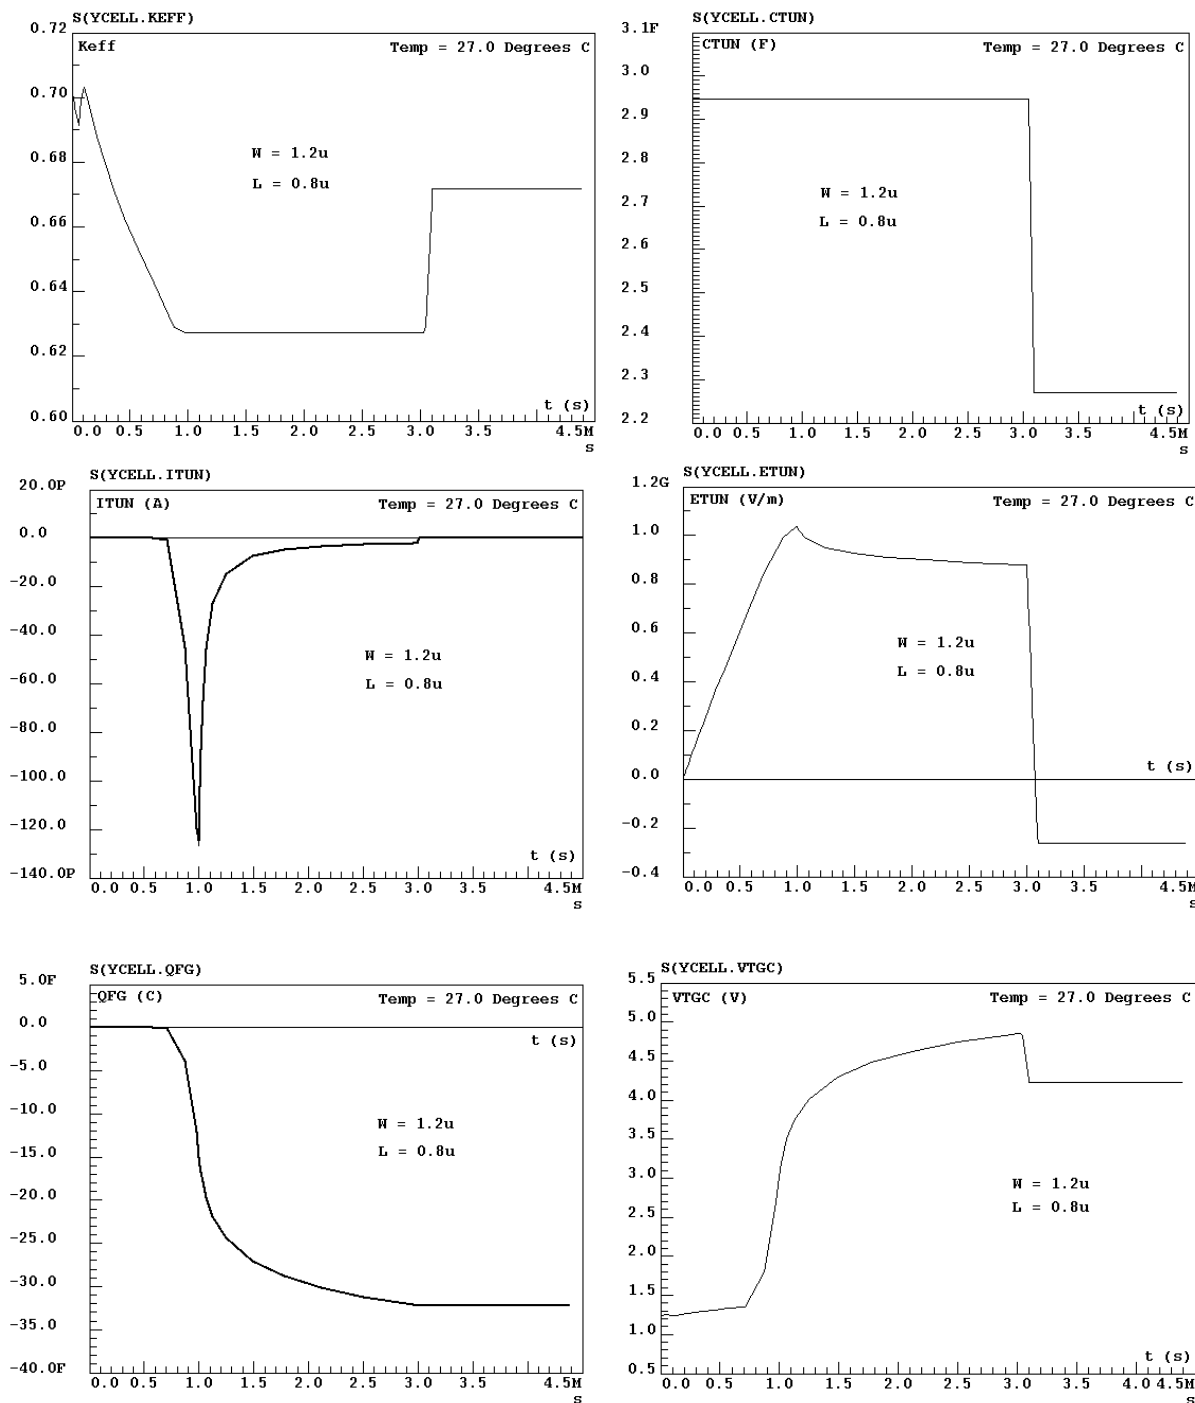 S(YCELL.KEFF)
0.72
Keff
Temp = 27.0 Degrees C
0.70
W = 1.2u
0.68
L = 0.8u
0.66
0.64
0.62
t (s)
0.60
0.0 0.5 1.0 1.5 2.0 2.5 3.0 3.5 4.5M
s
S(YCELL.CTUN)
3.1F
CTUN (F)
Temp = 27.0 Degrees C
3.0
2.9
2.8
W = 1.2u
2.7
L = 0.8u
2.6
2.5
2.4
2.3
t (s)
2.2
0.0 0.5 1.0 1.5 2.0 2.5 3.0 3.5 4.5M
s
S(YCELL.ITUN)
20.0P
ITUN (A)
Temp = 27.0 Degrees C
0.0
-20.0
-40.0
W = 1.2u
-60.0
L = 0.8u
-80.0
-100.0
-120.0
t (s)
-140.0P
0.0 0.5 1.0 1.5 2.0 2.5 3.0 3.5 4.5M
s
S(YCELL.ETUN)
1.2G
ETUN (V/m)
Temp = 27.0 Degrees C
1.0
0.8
0.6
W = 1.2u
L = 0.8u
0.4
0.2
0.0
t (s)
-0.2
-0.4
0.0 0.5 1.0 1.5 2.0 2.5 3.0 3.5 4.5M
s
S(YCELL.QFG)
5.0F
QFG (C)
Temp = 27.0 Degrees C
0.0
t (s)
-5.0
-10.0
W = 1.2u
-15.0
L = 0.8u
-20.0
-25.0
-30.0
-35.0
-40.0F
0.0 0.5 1.0 1.5 2.0 2.5 3.0 3.5 4.5M
s
S(YCELL.VTGC)
5.5
VTGC (V)
Temp = 27.0 Degrees C
5.0
4.5
4.0
3.5
3.0
W = 1.2u
L = 0.8u
2.5
2.0
1.5
1.0
t (s)
0.5
0.0 0.5 1.0 1.5 2.0 2.5 3.0 3.5 4.0 4.5M
s